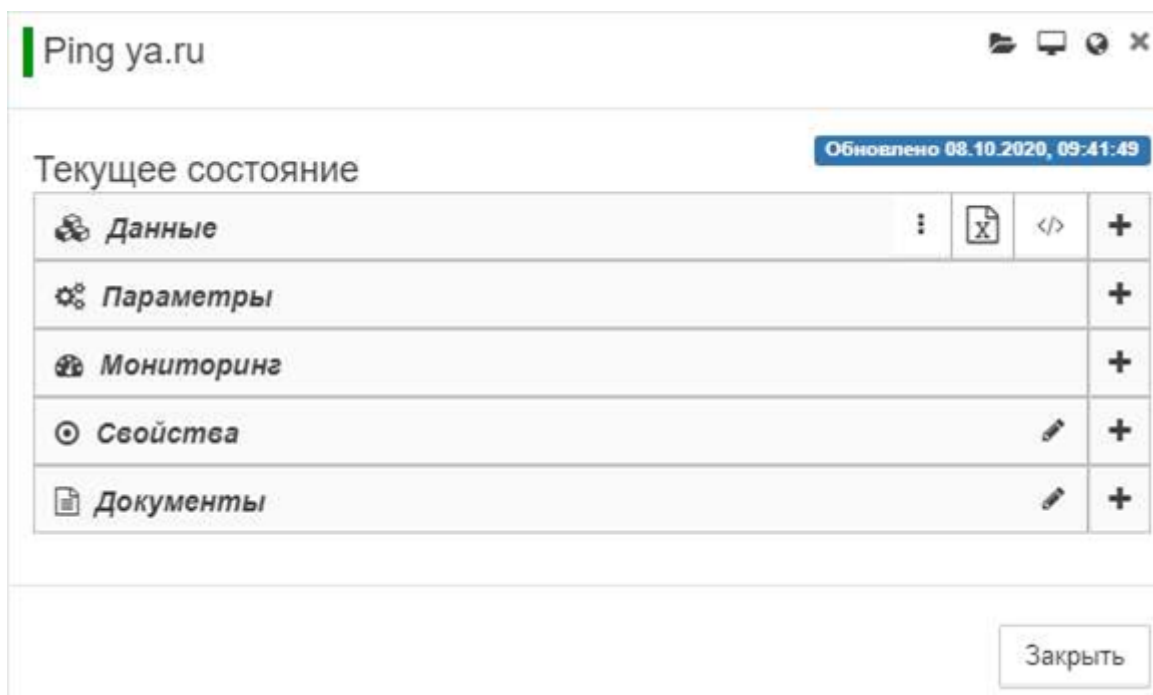 Ping ya.ru
Обновлено 08.10.2020, 09:41:49
Текущее состояние
Данные
Параметры
Мониторинг
Свойства
Документы
Закрыть